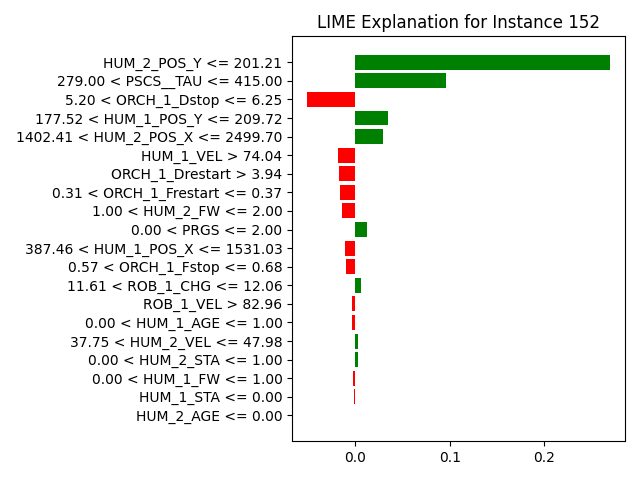 LIME Explanation for Instance 152
HUM_2_POS_Y <= 201.21
279.00 < PSCS__TAU <= 415.00
5.20 < ORCH_1_Dstop <= 6.25
177.52 < HUM_1_POS_Y <= 209.72
1402.41 < HUM_2_POS_X <= 2499.70
HUM_1_VEL > 74.04
ORCH_1_Drestart > 3.94
0.31 < ORCH_1_Frestart <= 0.37
1.00 < HUM_2_FW <= 2.00
0.00 < PRGS <= 2.00
387.46 < HUM_1_POS_X <= 1531.03
0.57 < ORCH_1_Fstop <= 0.68
11.61 < ROB_1_CHG <= 12.06
ROB_1_VEL > 82.96
0.00 < HUM_1_AGE <= 1.00
37.75 < HUM_2_VEL <= 47.98
0.00 < HUM_2_STA <= 1.00
0.00 < HUM_1_FW <= 1.00
HUM_1_STA <= 0.00
HUM_2_AGE <= 0.00
0.0 0.1 0.2